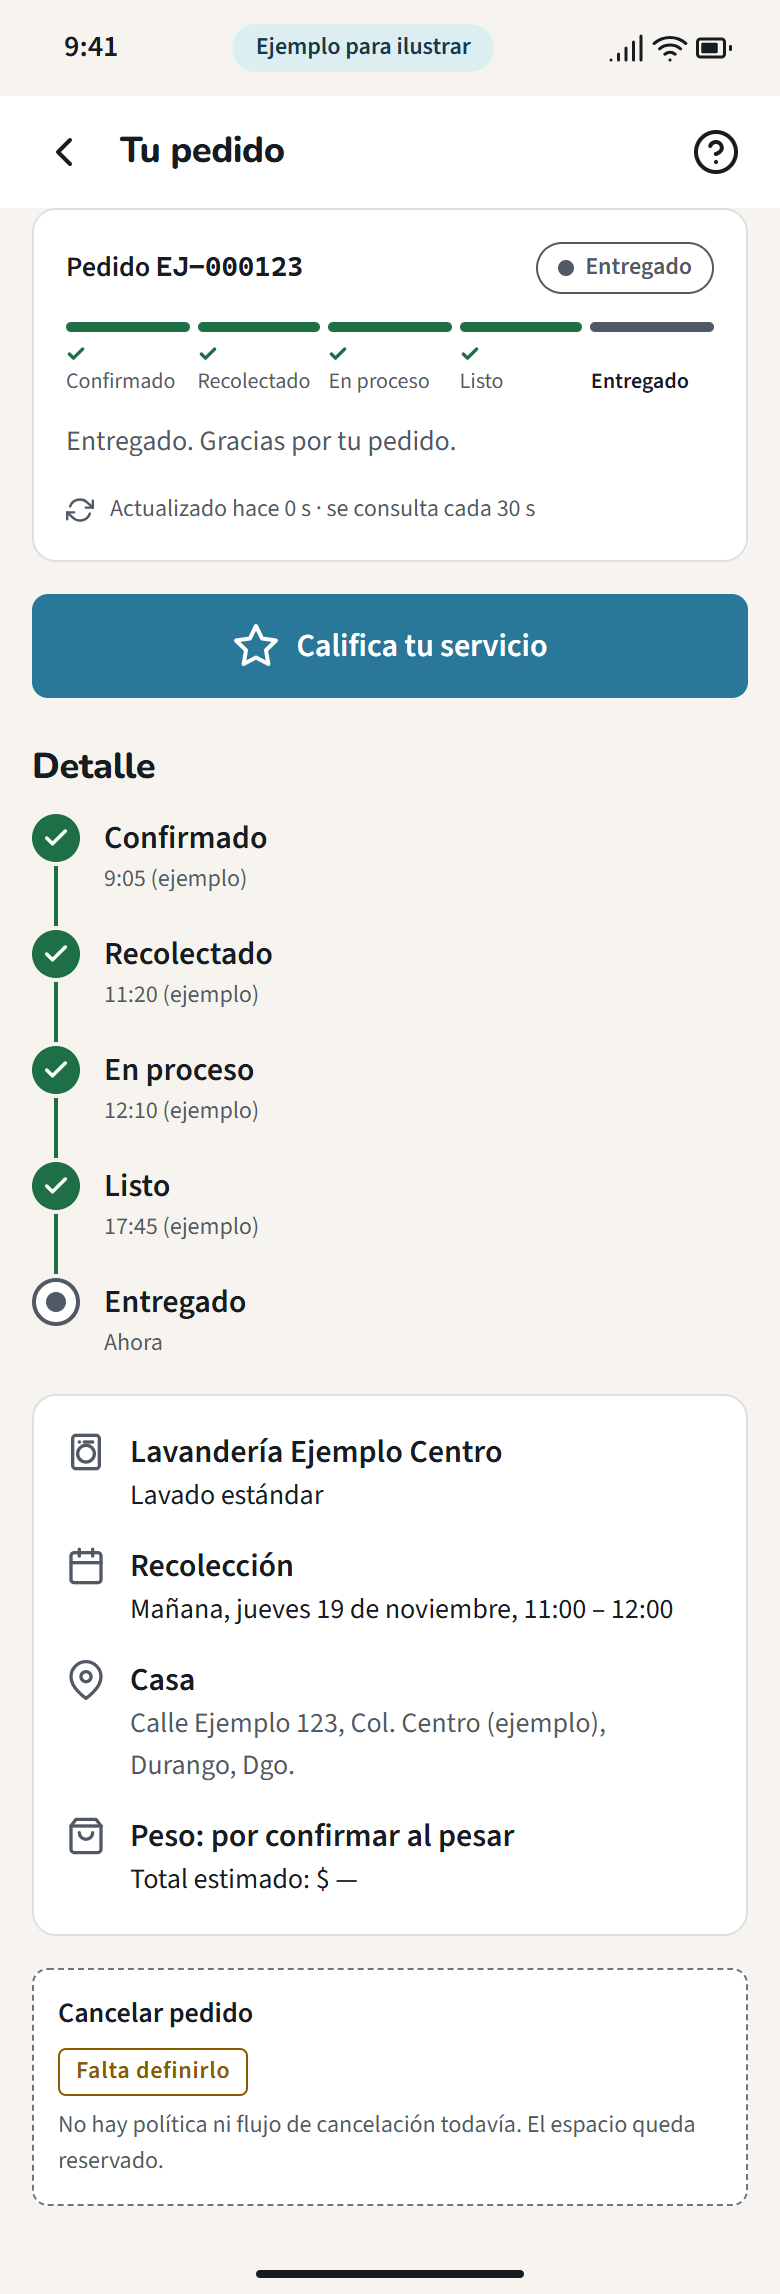 9:41
Ejemplo para ilustrar
Tu pedido
Pedido EJ-000123
Entregado
Confirmado
Recolectado
En proceso
Listo
Entregado
Entregado. Gracias por tu pedido.
Actualizado hace 0 s · se consulta cada 30 s
Califica tu servicio
Detalle
Confirmado
9:05 (ejemplo)
Recolectado
11:20 (ejemplo)
En proceso
12:10 (ejemplo)
Listo
17:45 (ejemplo)
Entregado
Ahora
Lavandería Ejemplo Centro
Lavado estándar
Recolección
Mañana, jueves 19 de noviembre, 11:00 – 12:00
Casa
Calle Ejemplo 123, Col. Centro (ejemplo),
Durango, Dgo.
Peso: por confirmar al pesar
Total estimado: $ —
Cancelar pedido
Falta definirlo
No hay política ni flujo de cancelación todavía. El espacio queda
reservado.